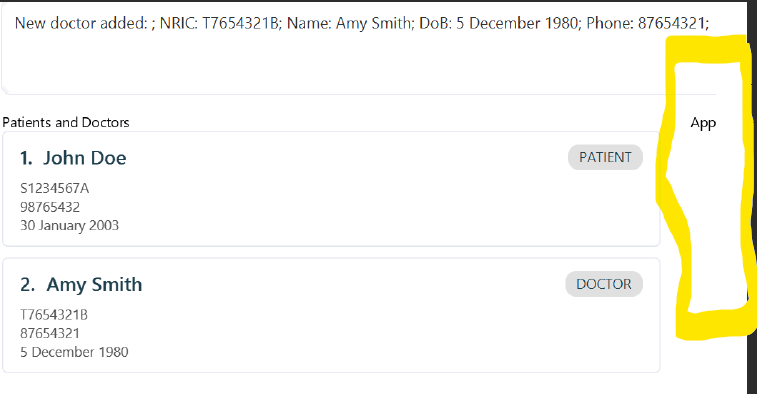 New doctor added: ; NRIC: T7654321B; Name: Amy Smith; DoB: 5 December 1980; Phone: 87654321;
Patients and Doctors
App
1. John Doe
PATIENT
S1234567A
98765432
30 January 2003
2. Amy Smith
DOCTOR
T7654321B
87654321
5 December 1980